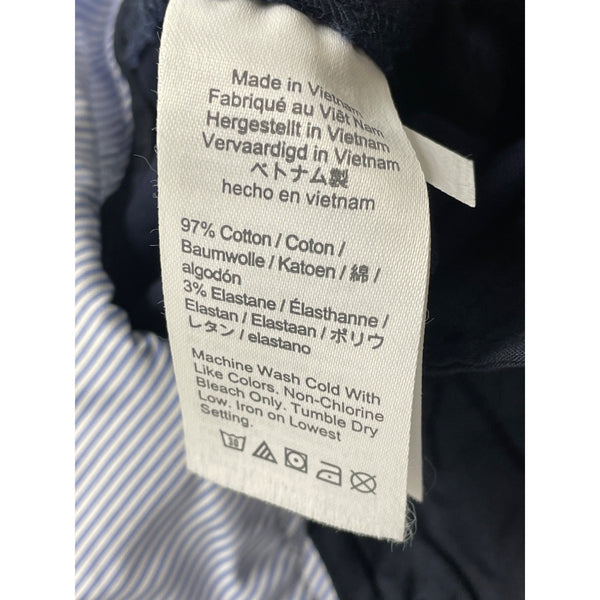 Made in Vietnam
Fabriqué au Việt Nam
Hergestellt in Vietnam
Vervaardigd in Vietnam
ベトナム製
hecho en vietnam
97% Cotton / Coton /
Baumwolle / Katoen / 綿 /
algodón
3% Elastane / Élasthanne /
Elastan / Elastaan / ポリウ
レタン / elastano
Machine Wash Cold With
Like Colors. Non-Chlorine
Bleach Only. Tumble Dry
Low. Iron on Lowest
Setting.
30